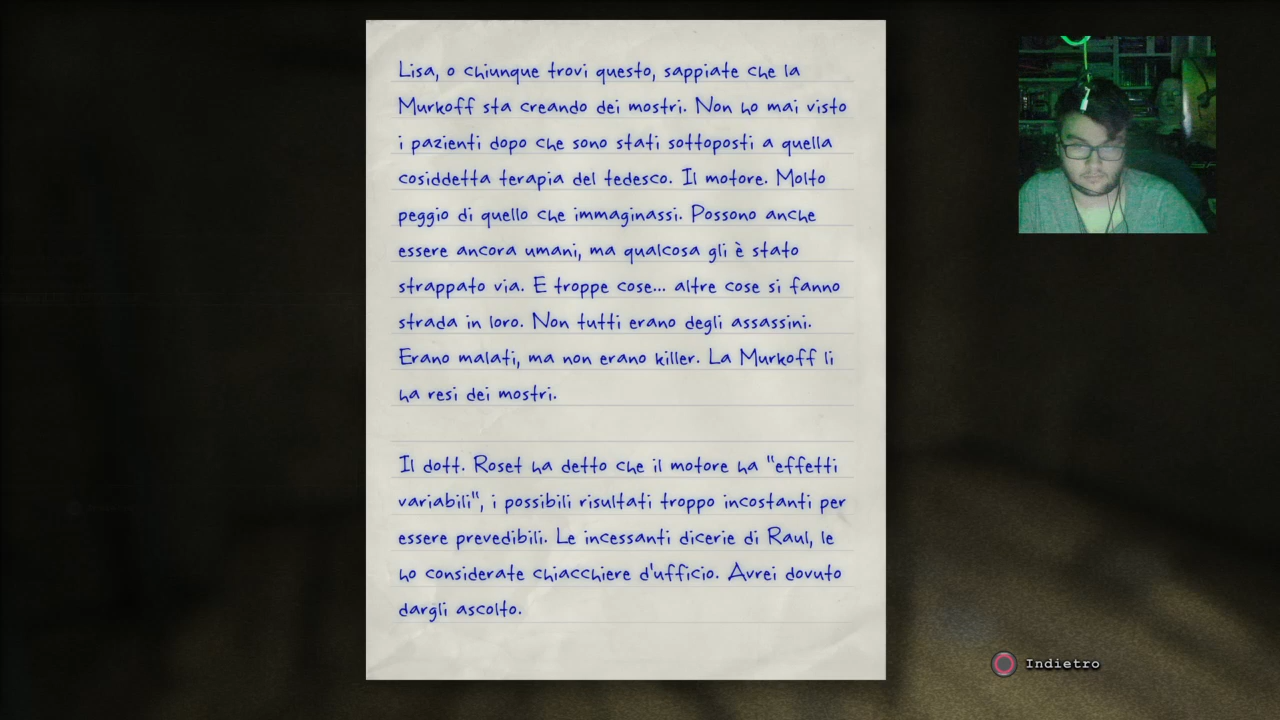 Lisa, o chiunque trovi questo, sappiate che la
Murkoff sta creando dei mostri. Non ho mai visto
i pazienti dopo che sono stati sottoposti a quella
cosiddetta terapia del tedesco. Il motore. Molto
peggio di quello che immaginassi. Possono anche
essere ancora umani, ma qualcosa gli è stato
strappato via. E troppe cose... altre cose si fanno
strada in loro. Non tutti erano degli assassini.
Erano malati, ma non erano killer. La Murkoff li
ha resi dei mostri.
Il dott. Roset ha detto che il motore ha "effetti
variabili", i possibili risultati troppo incostanti per
essere prevedibili. Le incessanti dicerie di Raul, le
ho considerate chiacchiere d'ufficio. Avrei dovuto
dargli ascolto.
Indietro